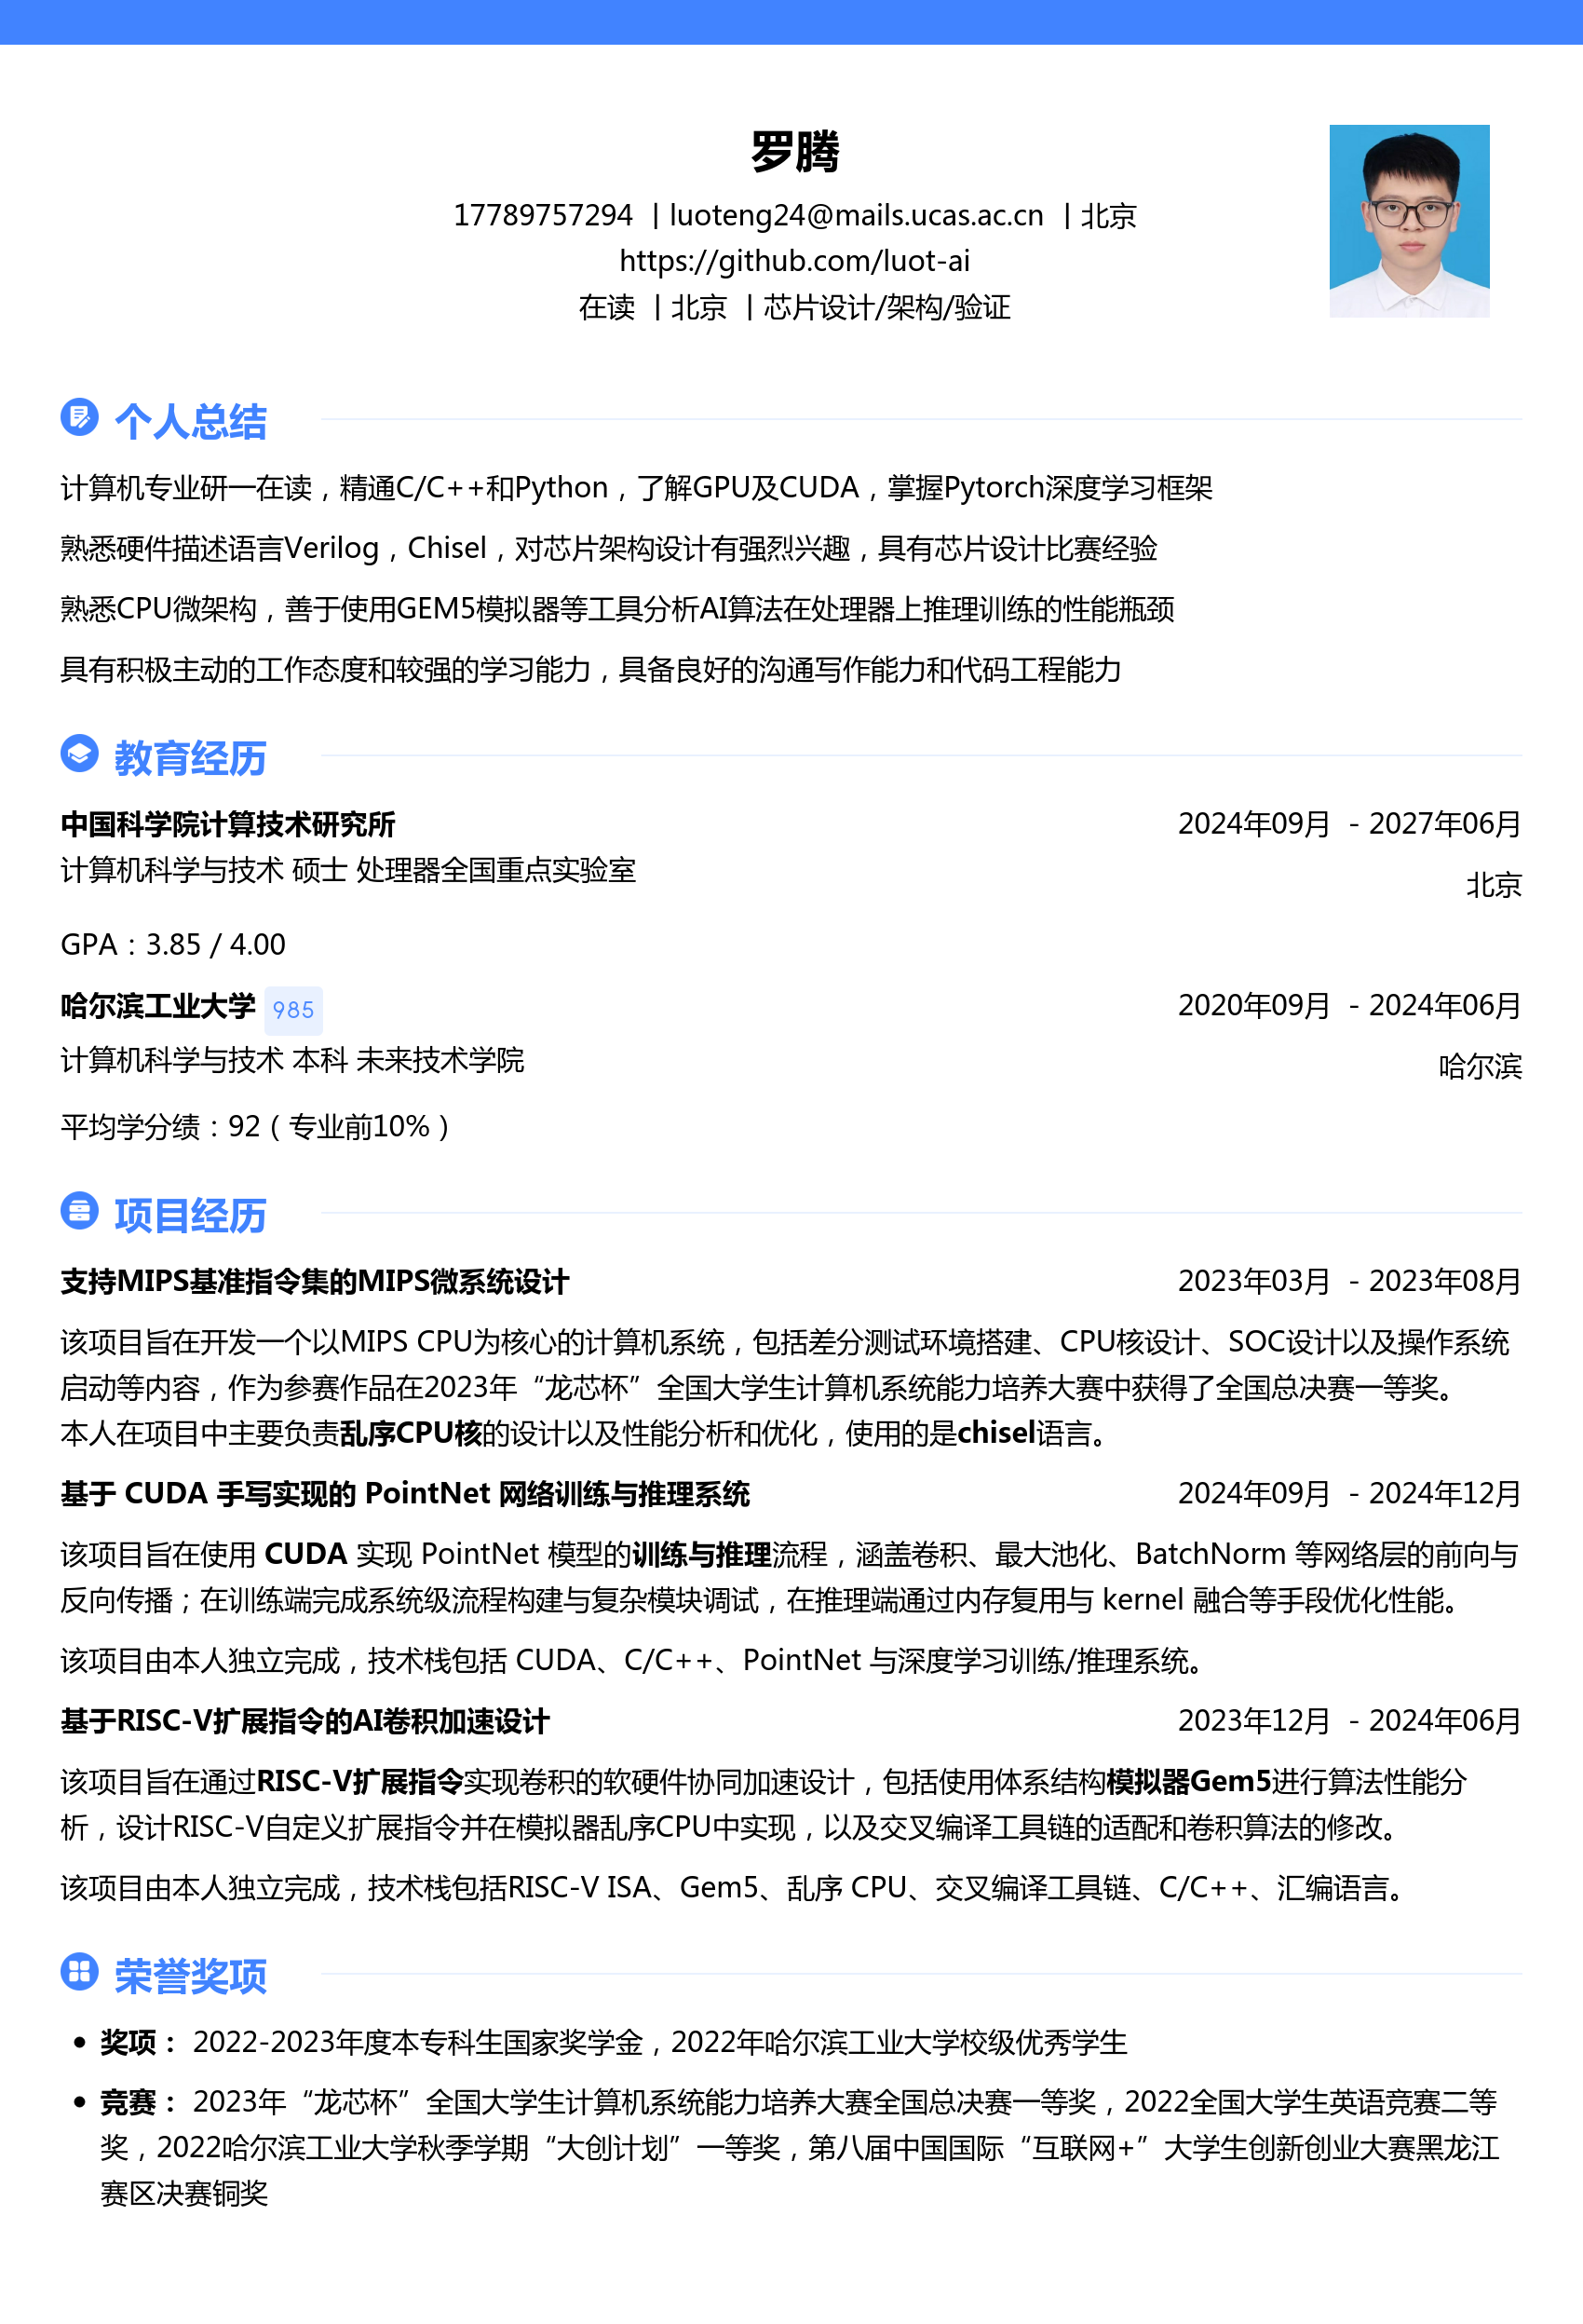 罗腾
17789757294 | luoteng24@mails.ucas.ac.cn | 北京
https://github.com/luot-ai
在读 | 北京 | 芯片设计/架构/验证
个人总结
计算机专业研一在读，精通C/C++和Python，了解GPU及CUDA，掌握Pytorch深度学习框架
熟悉硬件描述语言Verilog，Chisel，对芯片架构设计有强烈兴趣，具有芯片设计比赛经验
熟悉CPU微架构，善于使用GEM5模拟器等工具分析AI算法在处理器上推理训练的性能瓶颈
具有积极主动的工作态度和较强的学习能力，具备良好的沟通写作能力和代码工程能力
教育经历
中国科学院计算技术研究所 2024年09月 - 2027年06月
计算机科学与技术 硕士 处理器全国重点实验室 北京
GPA：3.85 / 4.00
哈尔滨工业大学 985 2020年09月 - 2024年06月
计算机科学与技术 本科 未来技术学院 哈尔滨
平均学分绩：92（专业前10%）
项目经历
支持MIPS基准指令集的MIPS微系统设计 2023年03月 - 2023年08月
该项目旨在开发一个以MIPS CPU为核心的计算机系统，包括差分测试环境搭建、CPU核设计、SOC设计以及操作系统
启动等内容，作为参赛作品在2023年“龙芯杯”全国大学生计算机系统能力培养大赛中获得了全国总决赛一等奖。
本人在项目中主要负责乱序CPU核的设计以及性能分析和优化，使用的是chisel语言。
基于 CUDA 手写实现的 PointNet 网络训练与推理系统 2024年09月 - 2024年12月
该项目旨在使用 CUDA 实现 PointNet 模型的训练与推理流程，涵盖卷积、最大池化、BatchNorm 等网络层的前向与
反向传播；在训练端完成系统级流程构建与复杂模块调试，在推理端通过内存复用与 kernel 融合等手段优化性能。
该项目由本人独立完成，技术栈包括 CUDA、C/C++、PointNet 与深度学习训练/推理系统。
基于RISC-V扩展指令的AI卷积加速设计 2023年12月 - 2024年06月
该项目旨在通过RISC-V扩展指令实现卷积的软硬件协同加速设计，包括使用体系结构模拟器Gem5进行算法性能分
析，设计RISC-V自定义扩展指令并在模拟器乱序CPU中实现，以及交叉编译工具链的适配和卷积算法的修改。
该项目由本人独立完成，技术栈包括RISC-V ISA、Gem5、乱序 CPU、交叉编译工具链、C/C++、汇编语言。
荣誉奖项
• 奖项： 2022-2023年度本专科生国家奖学金，2022年哈尔滨工业大学校级优秀学生
• 竞赛： 2023年“龙芯杯”全国大学生计算机系统能力培养大赛全国总决赛一等奖，2022全国大学生英语竞赛二等
奖，2022哈尔滨工业大学秋季学期“大创计划”一等奖，第八届中国国际“互联网+”大学生创新创业大赛黑龙江
赛区决赛铜奖